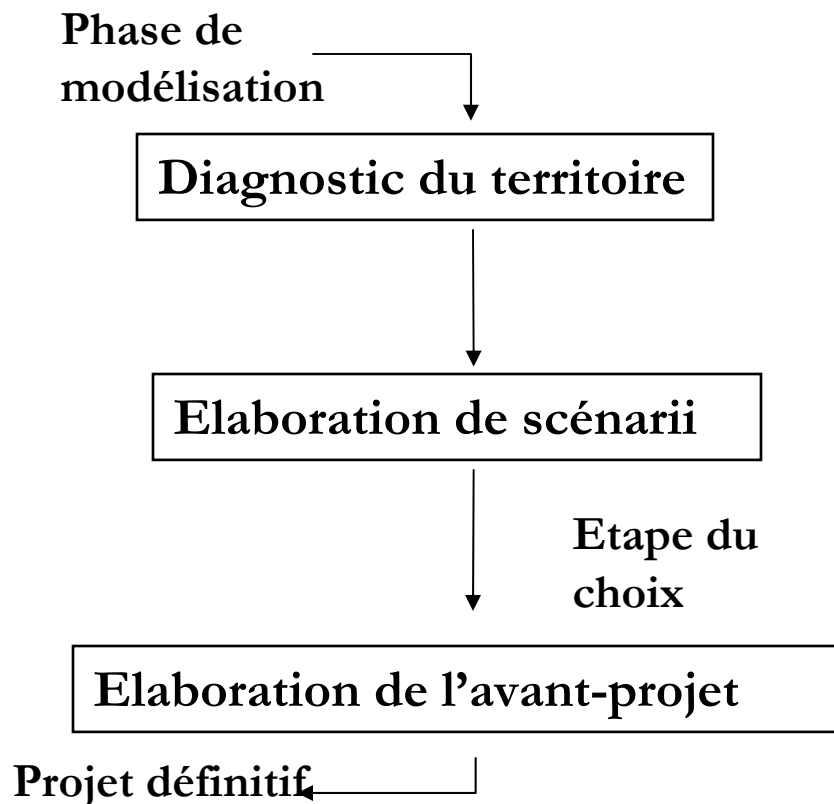 Phase de
modélisation
Diagnostic du territoire
Elaboration de scénarii
Etape du
choix
Elaboration de l’avant-projet
Projet définitif